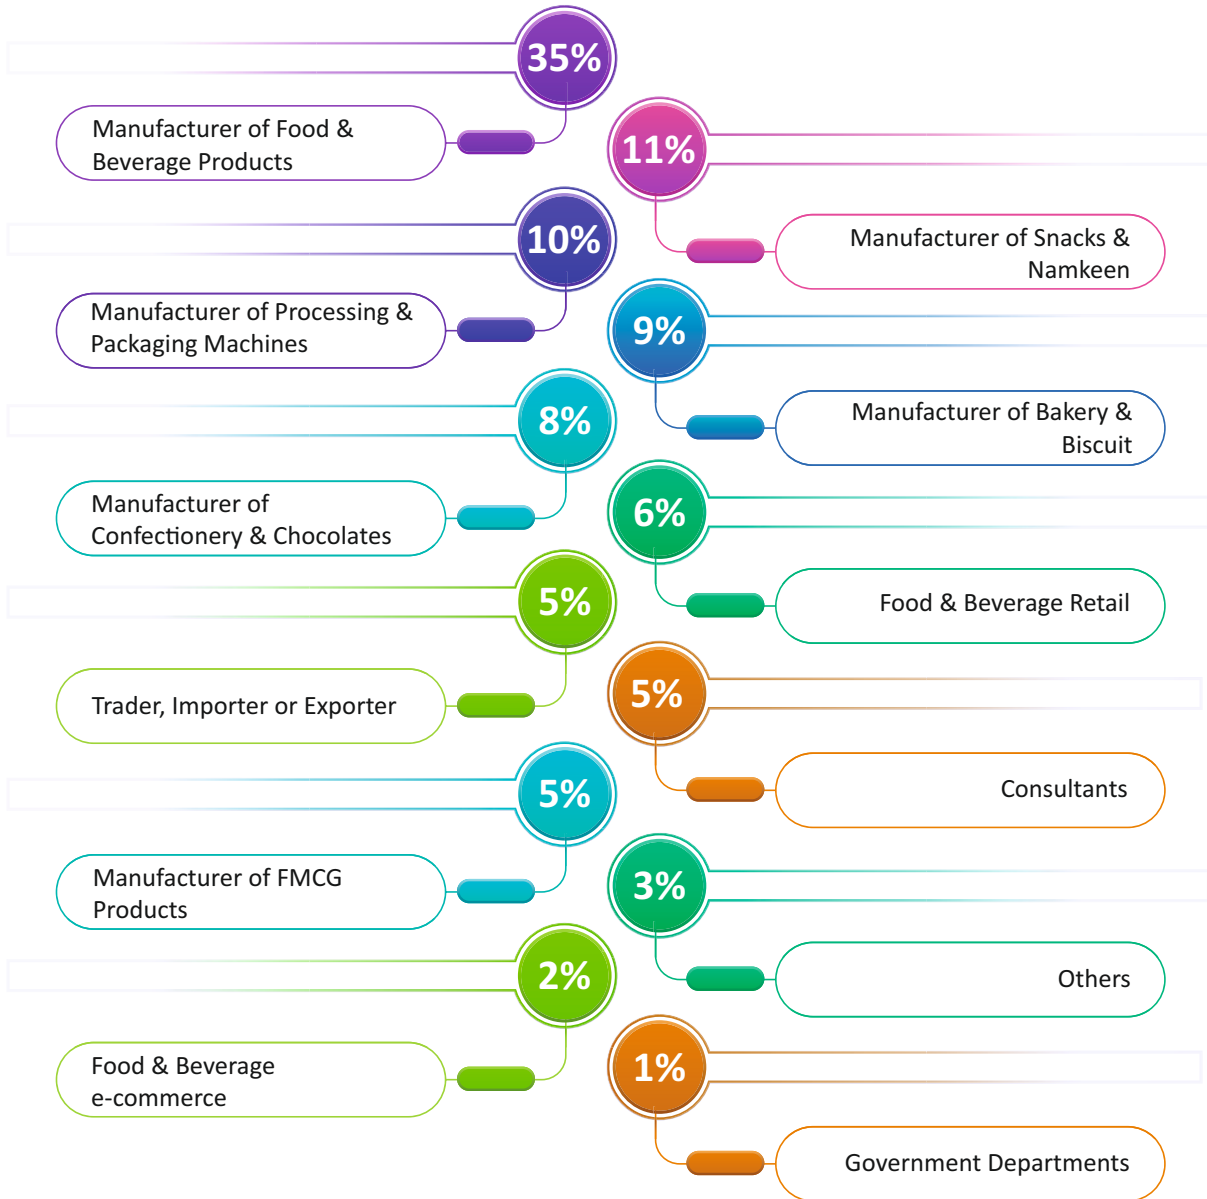 35%
Manufacturer of Food &
Beverage Products
11%
Manufacturer of Snacks &
Namkeen
10%
Manufacturer of Processing &
Packaging Machines
9%
Manufacturer of Bakery &
Biscuit
8%
Manufacturer of
Confectionery & Chocolates
6%
Food & Beverage Retail
5%
Trader, Importer or Exporter
5%
Consultants
5%
Manufacturer of FMCG
Products
3%
Others
2%
Food & Beverage
e-commerce
1%
Government Departments